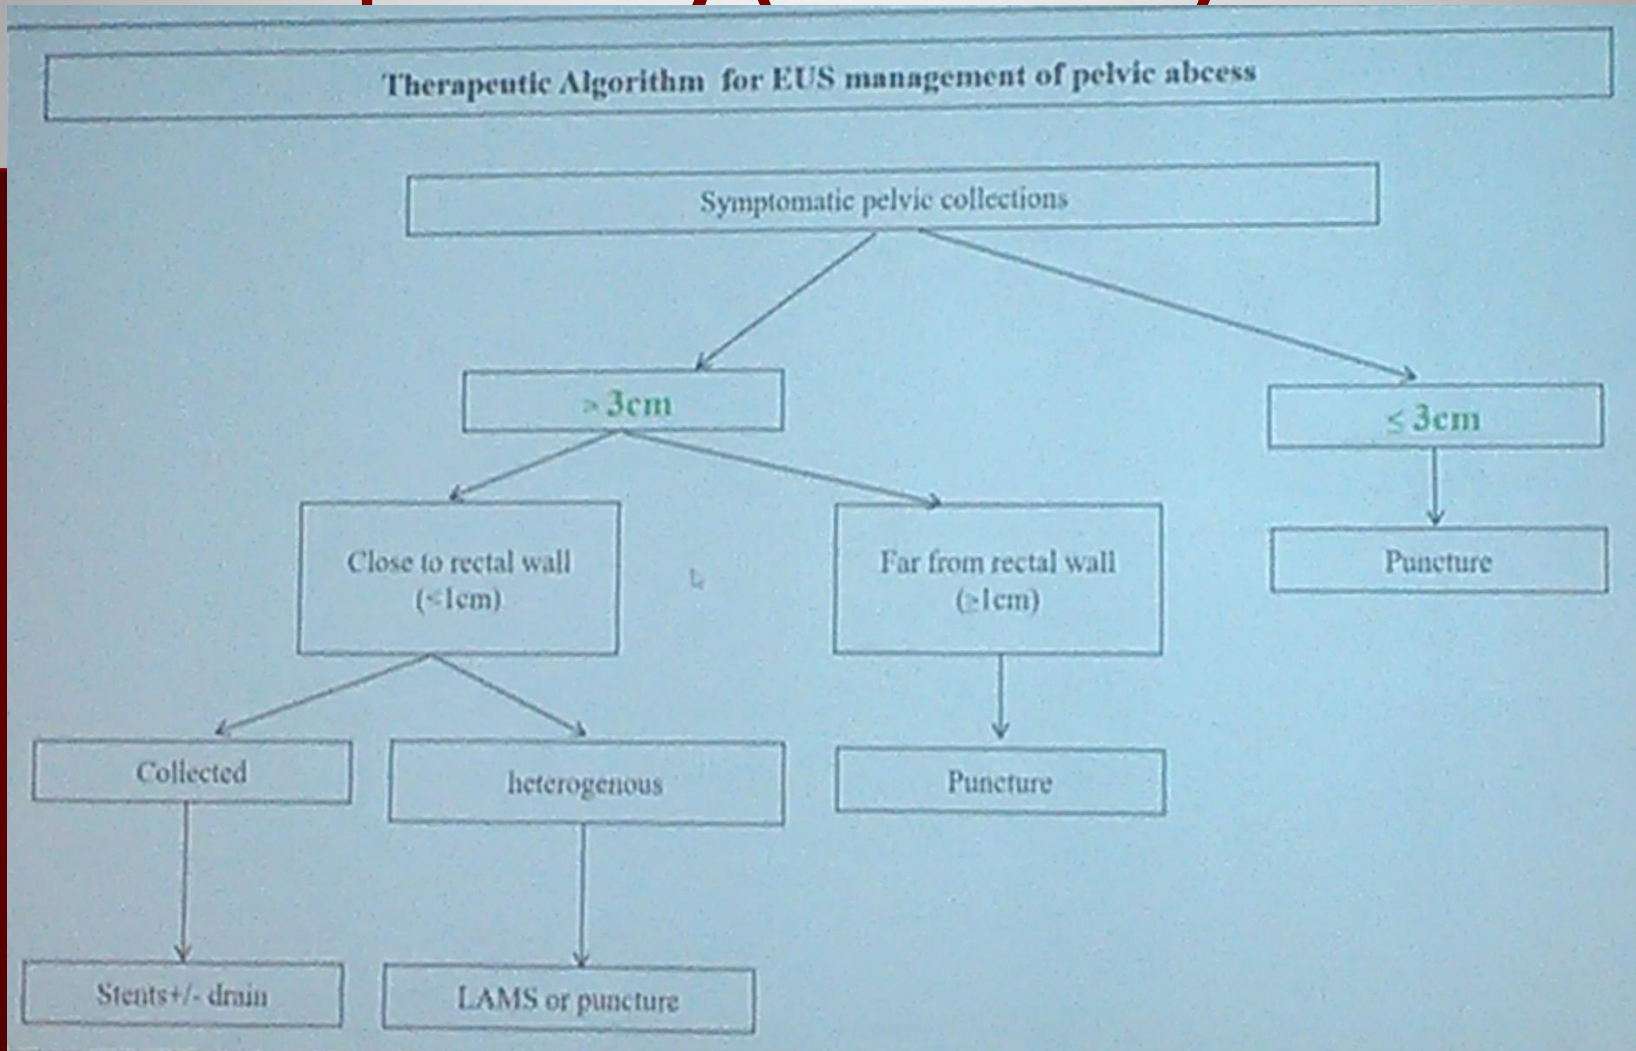 Therapeutic Algorithm for EUS management of pelvic abcess
Symptomatic pelvic collections
> 3cm
≤ 3cm
Close to rectal wall
(<1cm)
Far from rectal wall
(≥1cm)
Puncture
Collected
heterogenous
Puncture
Stents+/- drain
LAMS or puncture